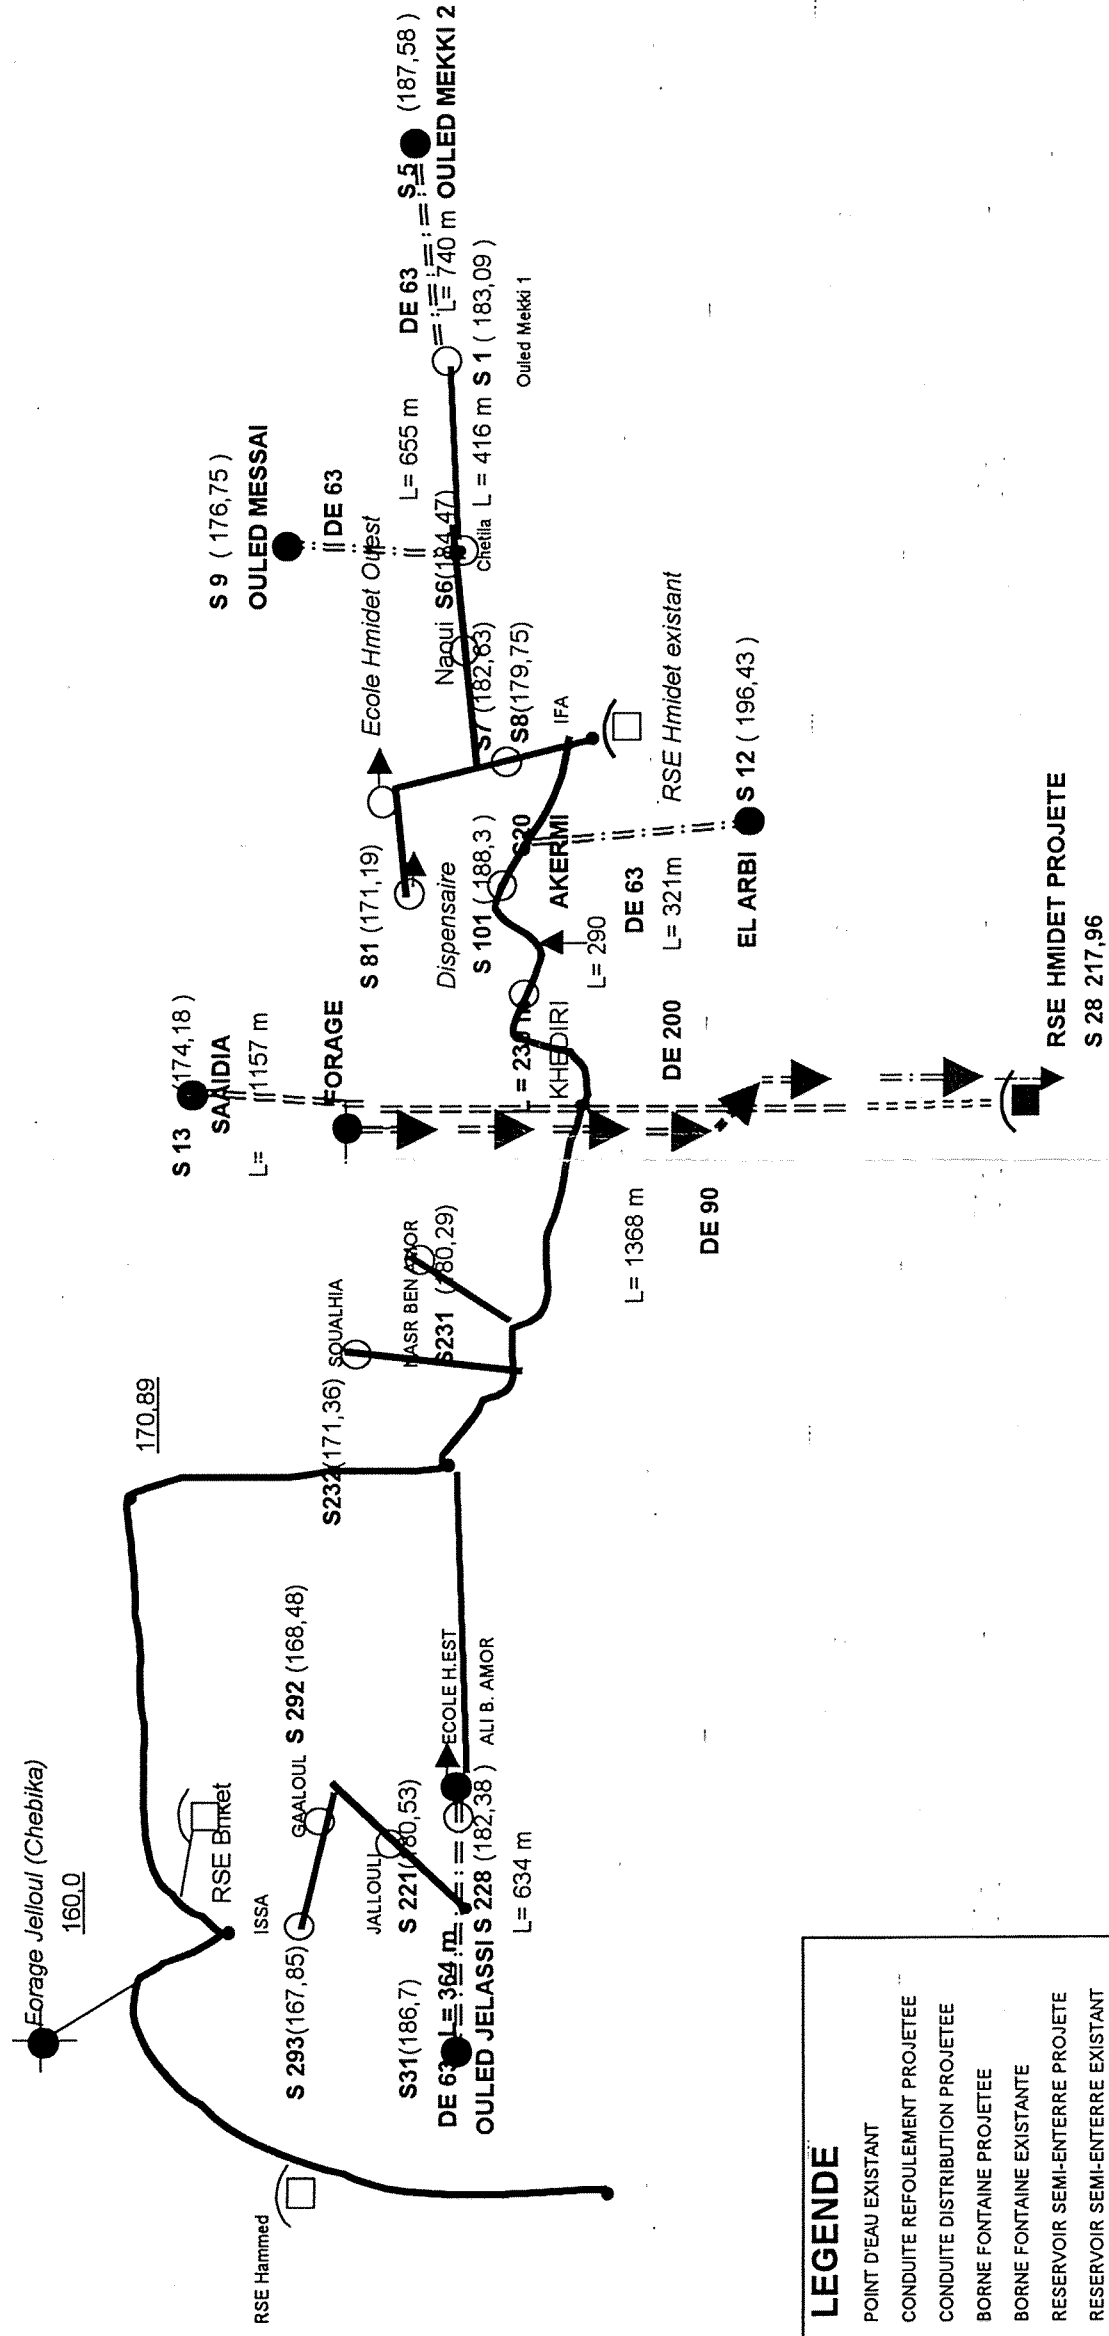 Forage Jelloul (Chebika)
160,0
RSE Hammed
RSE Briket
170,89
ISSA
S 293(167,85)
GAALOUL S 292 (168,48)
JALLOULI
S31(186,7)
S 221(180,53)
DE 63 L= 364 m
OULED JELASSI S 228 (182,38)
L= 634 m
ECOLE H.EST
ALI B. AMOR
SOUALHIA
S232(171,36)
NASR BEN AMOR
S231 (180,29)
S 13 (174,18)
SAAIDIA
L= 1157 m
FORAGE
KHEDIRI
L= 1368 m
DE 90
DE 200
RSE HMIDET PROJETE
S 28 217,96
S 81 (171,19)
Dispensaire
S 101 (188,3)
S20
AKERMI
L= 290
DE 63
L= 321m
EL ARBI S 12 (196,43)
RSE Hmidet existant
IFA
Ecole Hmidet Ouest
S8(179,75)
S7 (182,63)
Naoui S6(184,47)
Chetila
S 9 (176,75)
OULED MESSAI
DE 63
L= 655 m
L = 416 m S 1 (183,09)
Ouled Mekki 1
DE 63 S 5 (187,58)
L= 740 m OULED MEKKI 2
LEGENDE
POINT D'EAU EXISTANT
CONDUITE REFOULEMENT PROJETEE
CONDUITE DISTRIBUTION PROJETEE
BORNE FONTAINE PROJETEE
BORNE FONTAINE EXISTANTE
RESERVOIR SEMI-ENTERRE PROJETE
RESERVOIR SEMI-ENTERRE EXISTANT